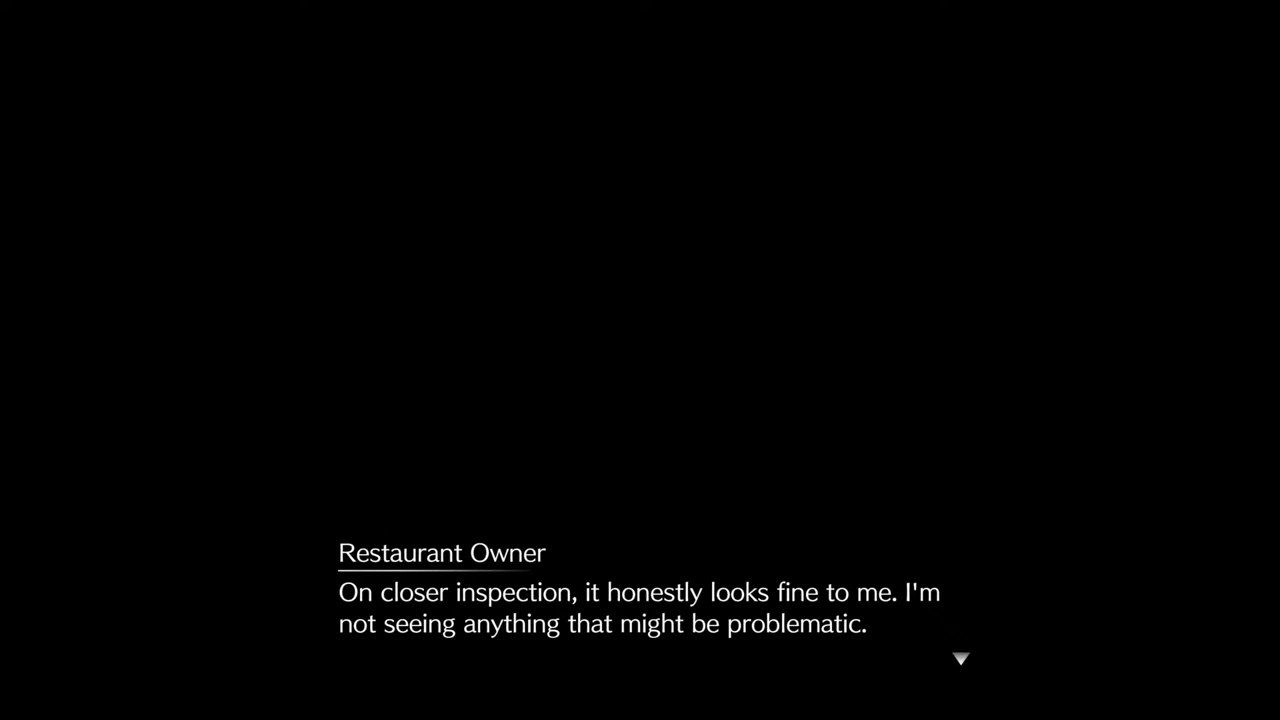 Restaurant Owner
On closer inspection, it honestly looks fine to me. I'm
not seeing anything that might be problematic.